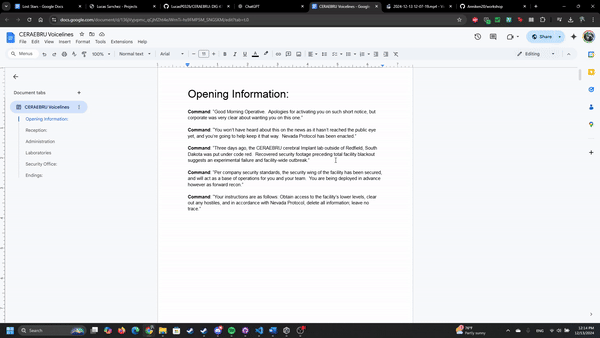 Lost Stars - Google Docs
Lucas Sanchez - Projects
ChatGPT
CERAEBRU Voicelines - Google
2024-12-13 12-07-19.mp4
CERAEBRU Voicelines
File Edit View Insert Format Tools Extensions Help
Share
Menus
100%
Normal text
Arial
Editing
Document tabs
CERAEBRU Voicelines
Opening Information:
Reception:
Administration
Laboratories
Security Office:
Endings:
Opening Information:
Command: "Good Morning Operative. Apologies for activating you on such short notice, but
corporate was very clear about wanting you on this one."
Command: "You won't have heard about this on the news as it hasn't reached the public eye
yet, and you're going to help keep it that way. Nevada Protocol has been enacted."
Command: "Three days ago, the CERAEBRU cerebral implant lab outside of Redfield, South
Dakota was put under code red. Recovered security footage preceding total facility blackout
suggests an experimental failure and facility-wide outbreak."
Command: "Per company security standards, the security wing of the facility has been secured,
and will act as a base of operations for you and your team. You are being deployed in advance
however as forward recon."
Command: "Your instructions are as follows: Obtain access to the facility's lower levels, clear
out any hostiles, and in accordance with Nevada Protocol, delete all information; leave no
trace."
Search
Partly sunny
ENG
12:14 PM
12/13/2024